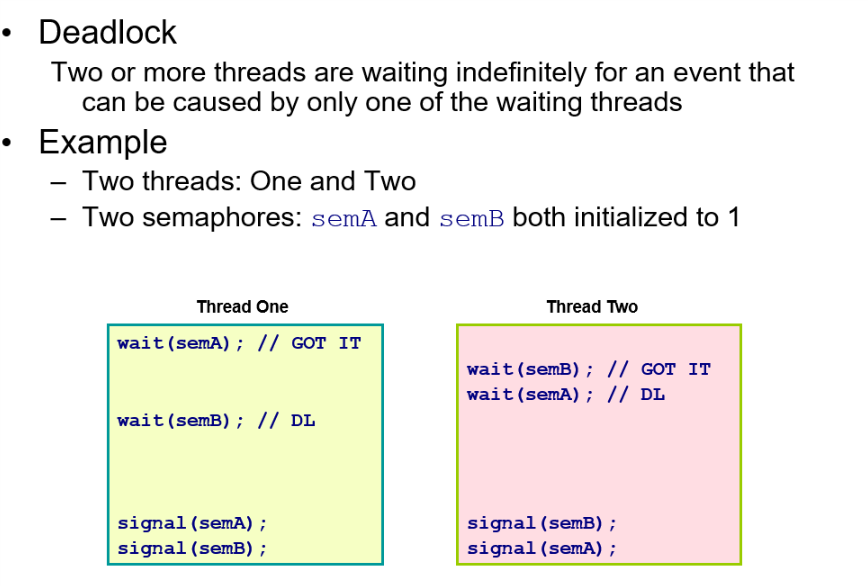 • Deadlock
Two or more threads are waiting indefinitely for an event that
can be caused by only one of the waiting threads
• Example
– Two threads: One and Two
– Two semaphores: semA and semB both initialized to 1
Thread One
wait(semA); // GOT IT
wait(semB); // DL
signal(semA);
signal(semB);
Thread Two
wait(semB); // GOT IT
wait(semA); // DL
signal(semB);
signal(semA);